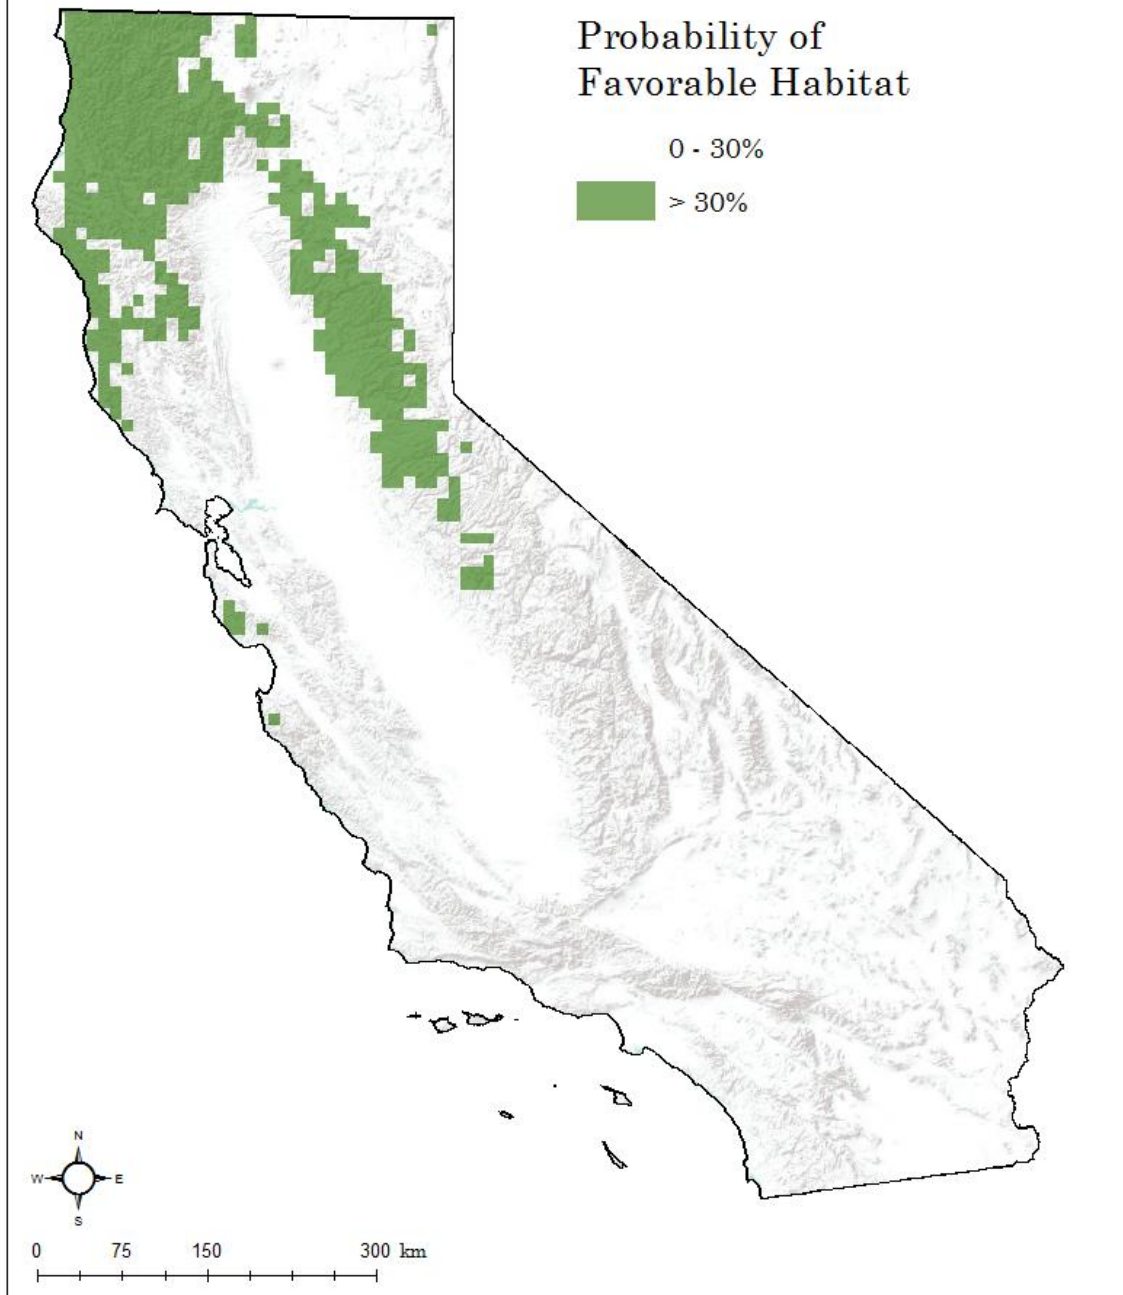 Probability of
Favorable Habitat
0 - 30%
> 30%
N
W E
S
0 75 150 300 km